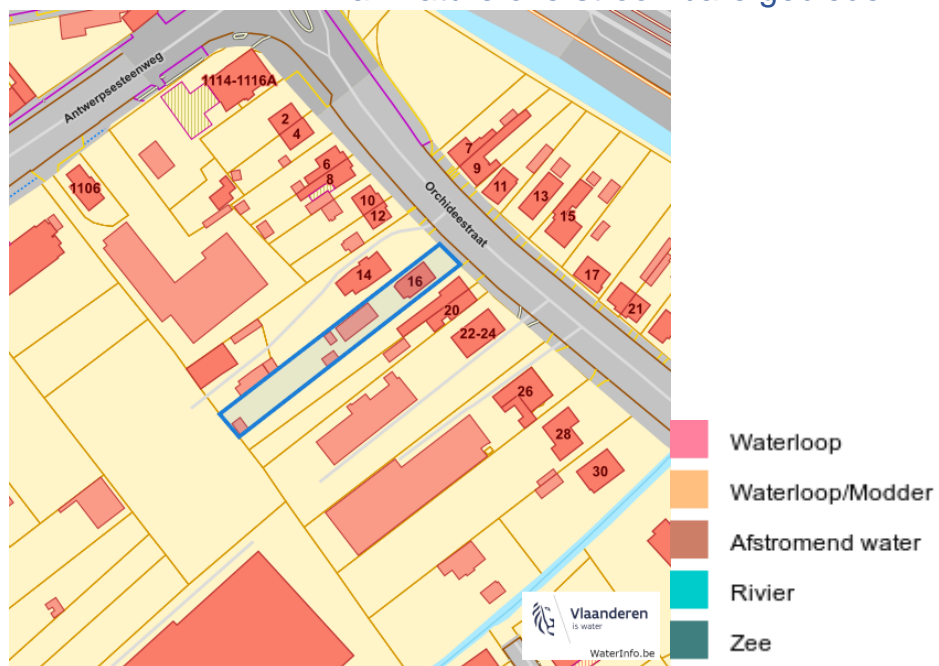 Antwerpsesteenweg
1114-1116A
2
4
6
8
10
12
1106
7
9
11
13
15
Orchideestraat
14
16
17
20
21
22-24
26
28
30
Waterloop
Waterloop/Modder
Afstromend water
Rivier
Zee
Vlaanderen
is water
WaterInfo.be